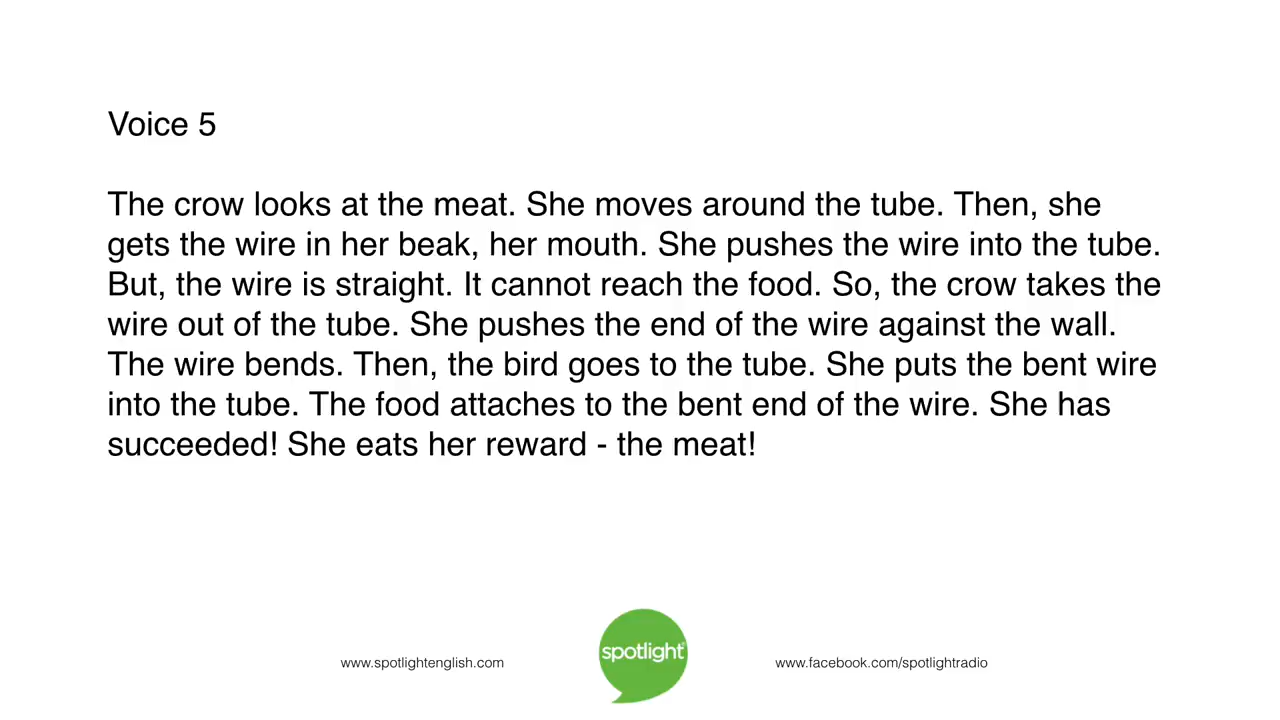 Voice 5
The crow looks at the meat. She moves around the tube. Then, she
gets the wire in her beak, her mouth. She pushes the wire into the tube.
But, the wire is straight. It cannot reach the food. So, the crow takes the
wire out of the tube. She pushes the end of the wire against the wall.
The wire bends. Then, the bird goes to the tube. She puts the bent wire
into the tube. The food attaches to the bent end of the wire. She has
succeeded! She eats her reward - the meat!
www.spotlightenglish.com
spotlight
www.facebook.com/spotlightradio